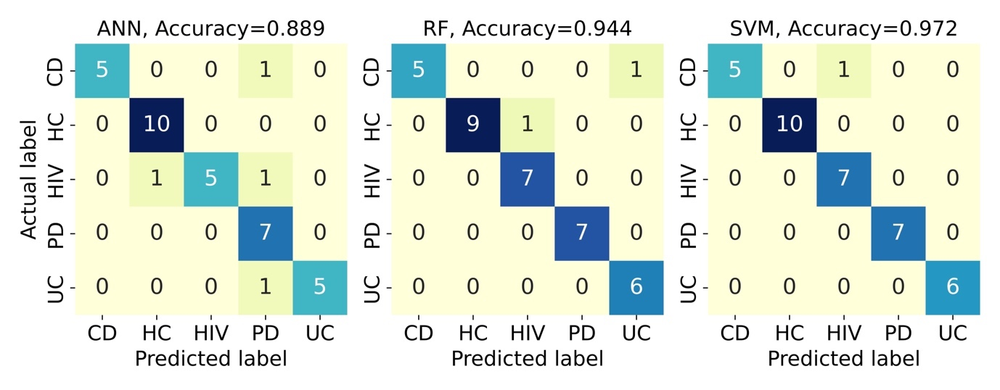 ANN, Accuracy=0.889
CD 5 0 0 1 0
HC 0 10 0 0 0
HIV 0 1 5 1 0
PD 0 0 0 7 0
UC 0 0 0 1 5
CD HC HIV PD UC
Predicted label
Actual label
RF, Accuracy=0.944
CD 5 0 0 0 1
HC 0 9 1 0 0
HIV 0 0 7 0 0
PD 0 0 0 7 0
UC 0 0 0 0 6
CD HC HIV PD UC
Predicted label
SVM, Accuracy=0.972
CD 5 0 1 0 0
HC 0 10 0 0 0
HIV 0 0 7 0 0
PD 0 0 0 7 0
UC 0 0 0 0 6
CD HC HIV PD UC
Predicted label